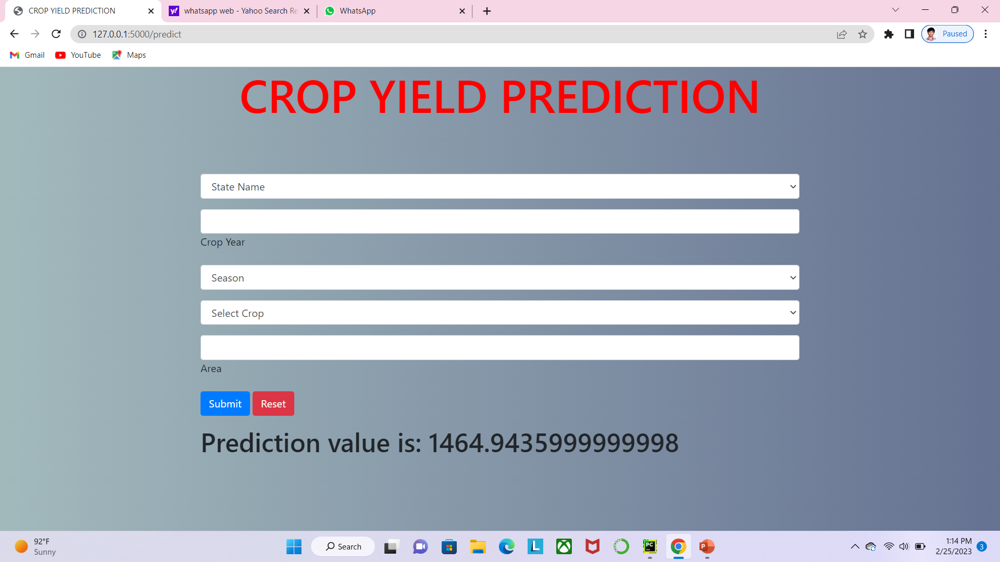 CROP YIELD PREDICTION
whatsapp web - Yahoo Search Re
WhatsApp
127.0.0.1:5000/predict
Paused
Gmail
YouTube
Maps
CROP YIELD PREDICTION
State Name
Crop Year
Season
Select Crop
Area
Submit Reset
Prediction value is: 1464.9435999999998
92°F
Sunny
Search
L
PC
P
1:14 PM
2/25/2023
3